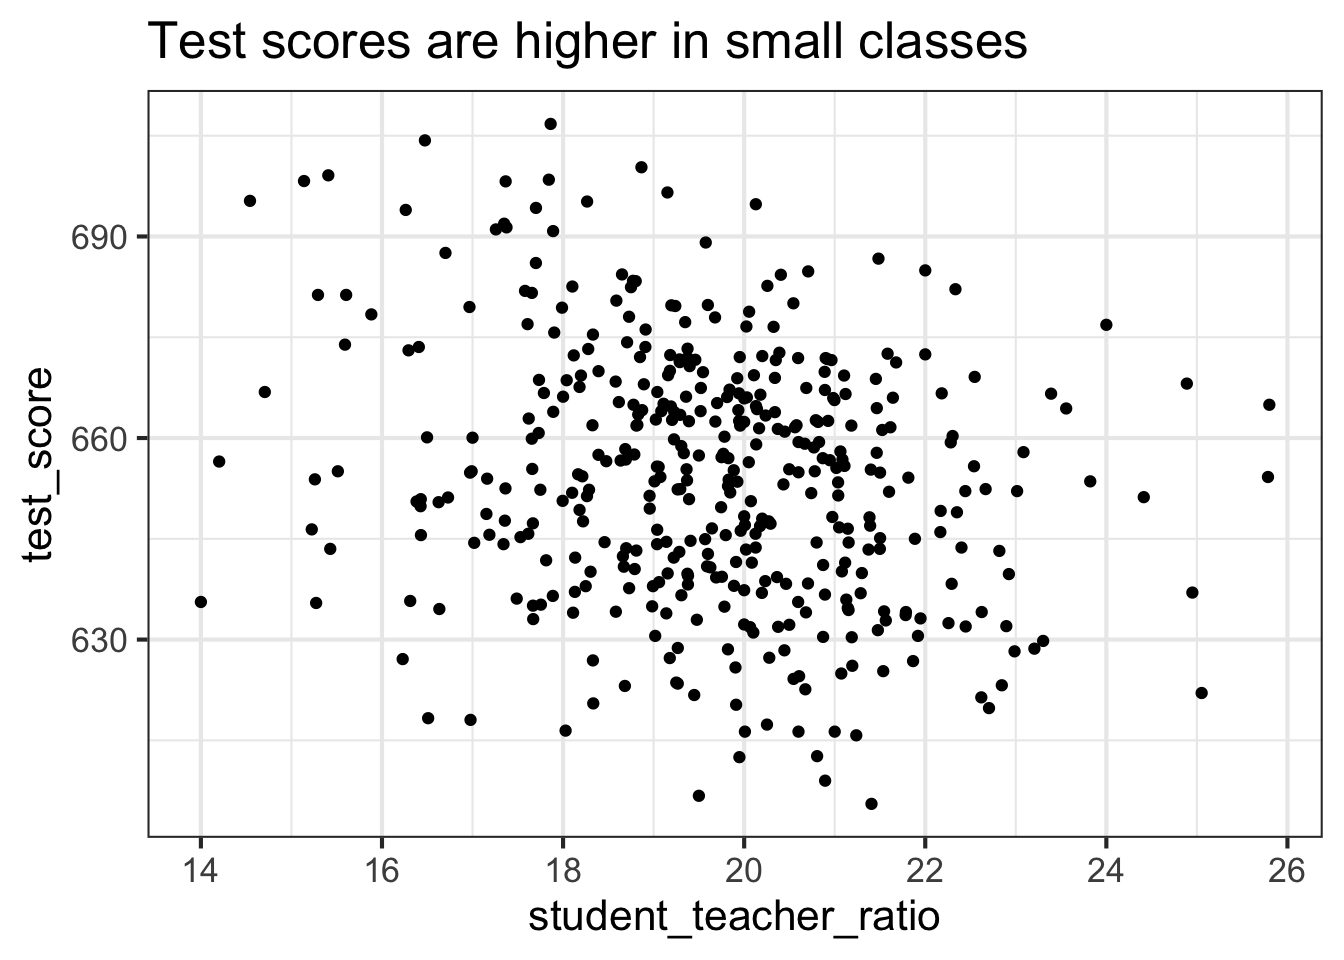 Test scores are higher in small classes
690
660
630
test_score
14 16 18 20 22 24 26
student_teacher_ratio